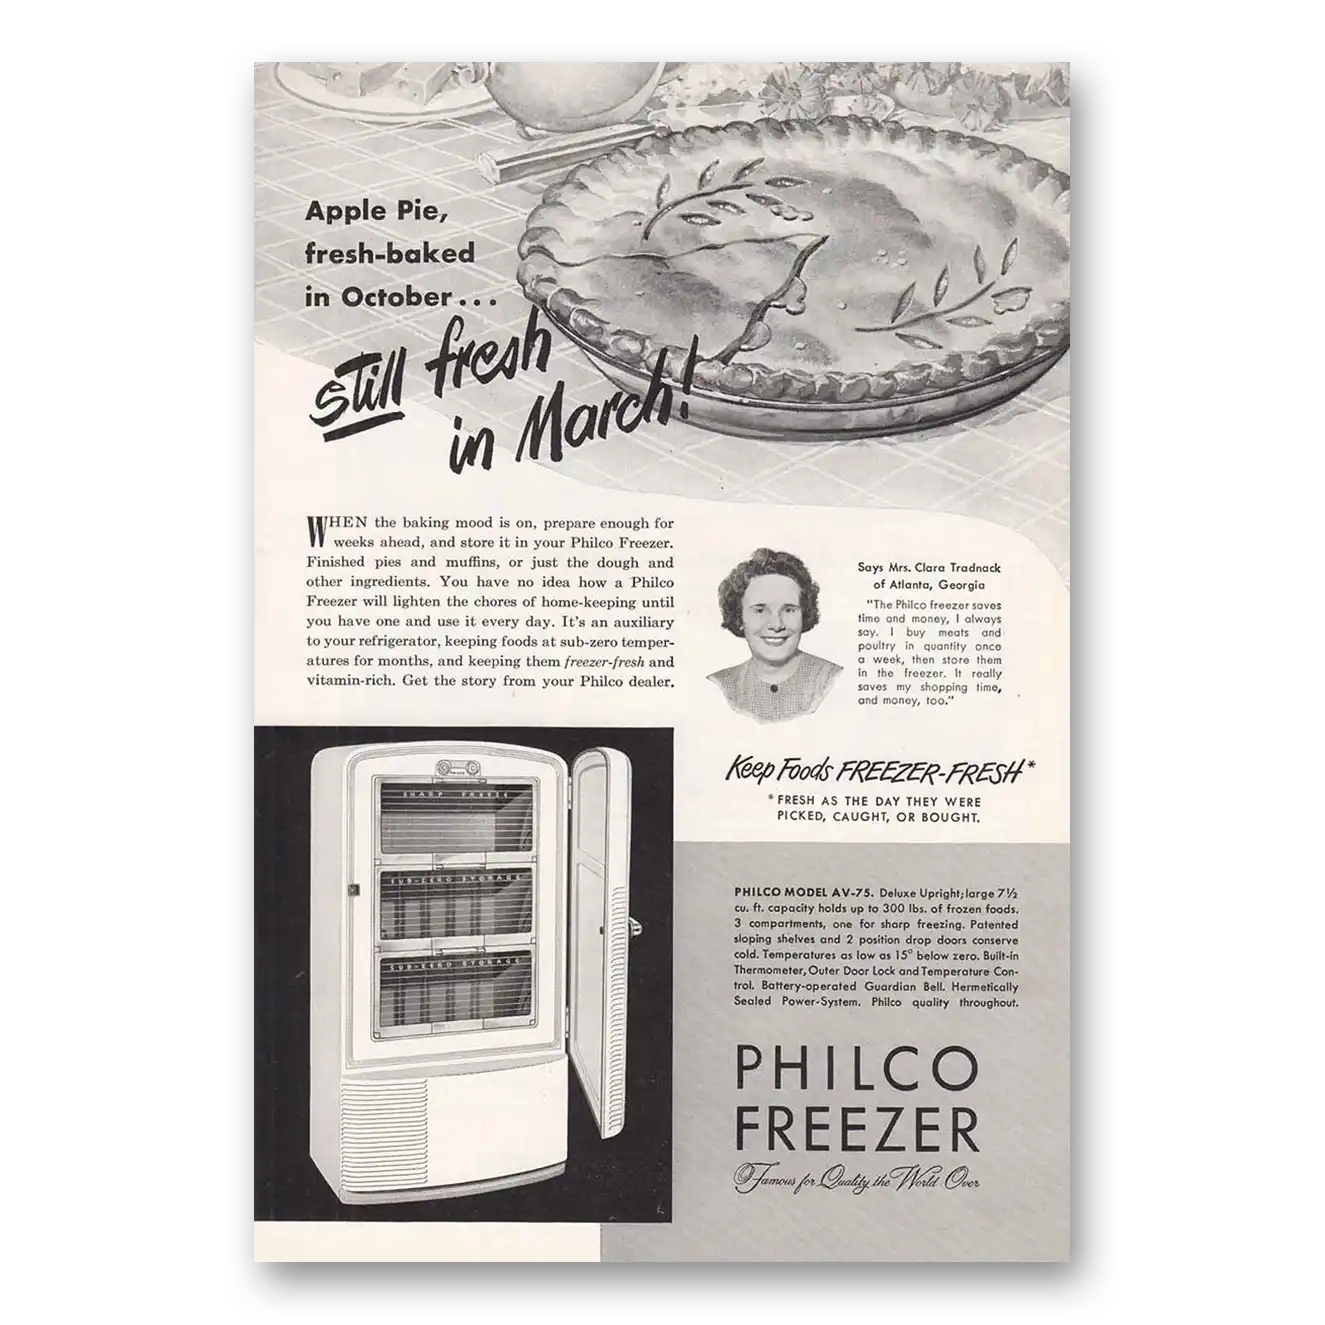 Apple Pie,
fresh-baked
in October...
still fresh
in March!
WHEN the baking mood is on, prepare enough for
weeks ahead, and store it in your Philco Freezer.
Finished pies and muffins, or just the dough and
other ingredients. You have no idea how a Philco
Freezer will lighten the chores of home-keeping until
you have one and use it every day. It's an auxiliary
to your refrigerator, keeping foods at sub-zero temper-
atures for months, and keeping them freezer-fresh and
vitamin-rich. Get the story from your Philco dealer.
Says Mrs. Clara Tradnack
of Atlanta, Georgia
"The Philco freezer saves
time and money, I always
say. I buy meats and
poultry in quantity once
a week, then store them
in the freezer. It really
saves my shopping time,
and money, too."
Keep Foods FREEZER-FRESH*
*FRESH AS THE DAY THEY WERE
PICKED, CAUGHT, OR BOUGHT.
SHARP FREEZE
SUB-ZERO STORAGE
SUB-ZERO STORAGE
PHILCO MODEL AV-75. Deluxe Upright; large 7½
cu. ft. capacity holds up to 300 lbs. of frozen foods.
3 compartments, one for sharp freezing. Patented
sloping shelves and 2 position drop doors conserve
cold. Temperatures as low as 15° below zero. Built-in
Thermometer, Outer Door Lock and Temperature Con-
trol. Battery-operated Guardian Bell. Hermetically
Sealed Power-System. Philco quality throughout.
PHILCO
FREEZER
Famous for Quality the World Over